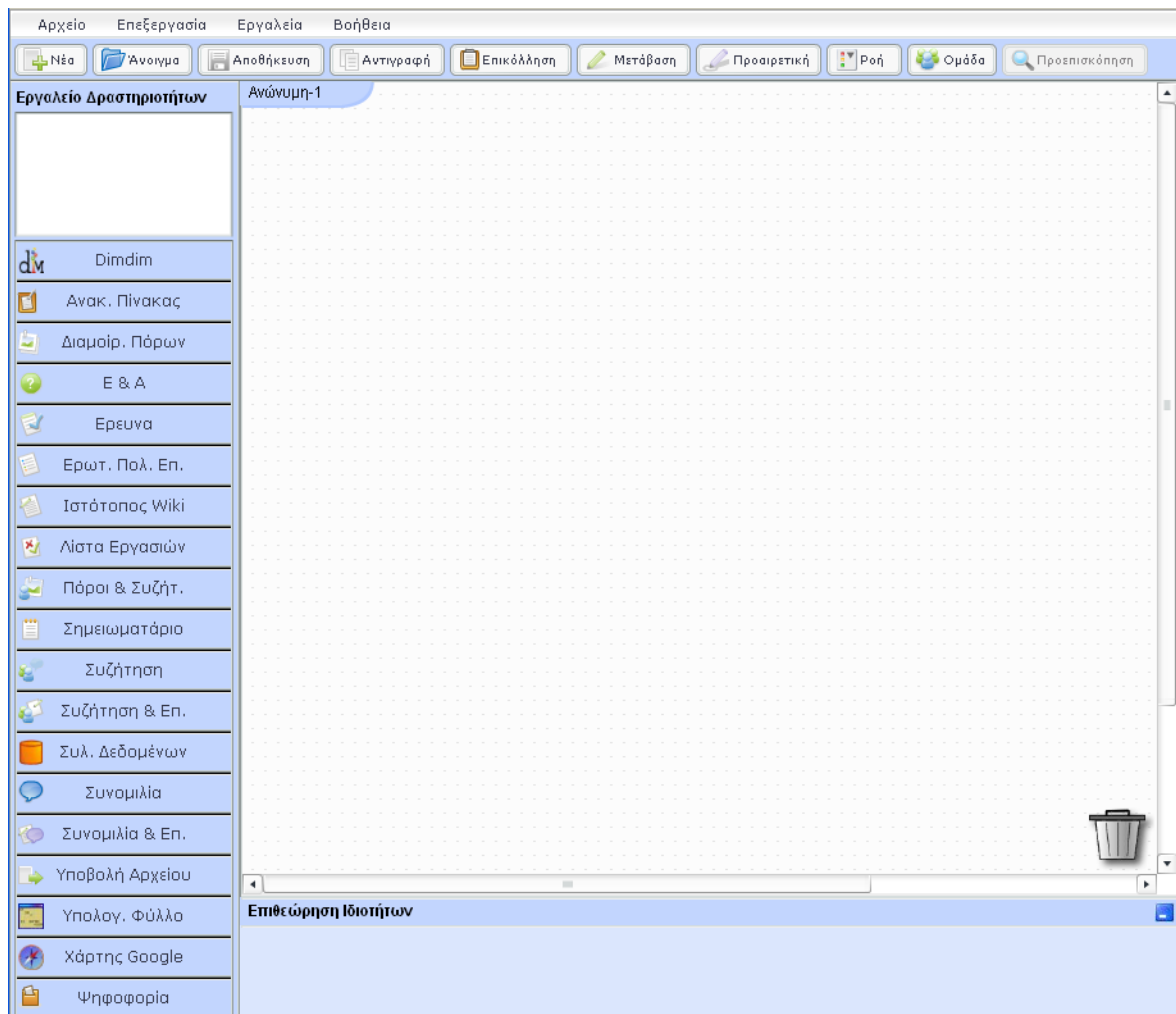 Αρχείο Επεξεργασία Εργαλεία Βοήθεια
Νέα Άνοιγμα Αποθήκευση Αντιγραφή Επικόλληση Μετάβαση Προαιρετική Ροή Ομάδα Προεπισκόπηση
Εργαλείο Δραστηριοτήτων
Ανώνυμη-1
Dimdim
Ανακ. Πίνακας
Διαμοίρ. Πόρων
Ε & Α
Ερευνα
Ερωτ. Πολ. Επ.
Ιστότοπος Wiki
Λίστα Εργασιών
Πόροι & Συζήτ.
Σημειωματάριο
Συζήτηση
Συζήτηση & Επ.
Συλ. Δεδομένων
Συνομιλία
Συνομιλία & Επ.
Υποβολή Αρχείου
Υπολογ. Φύλλο
Χάρτης Google
Ψηφοφορία
Επιθεώρηση Ιδιοτήτων